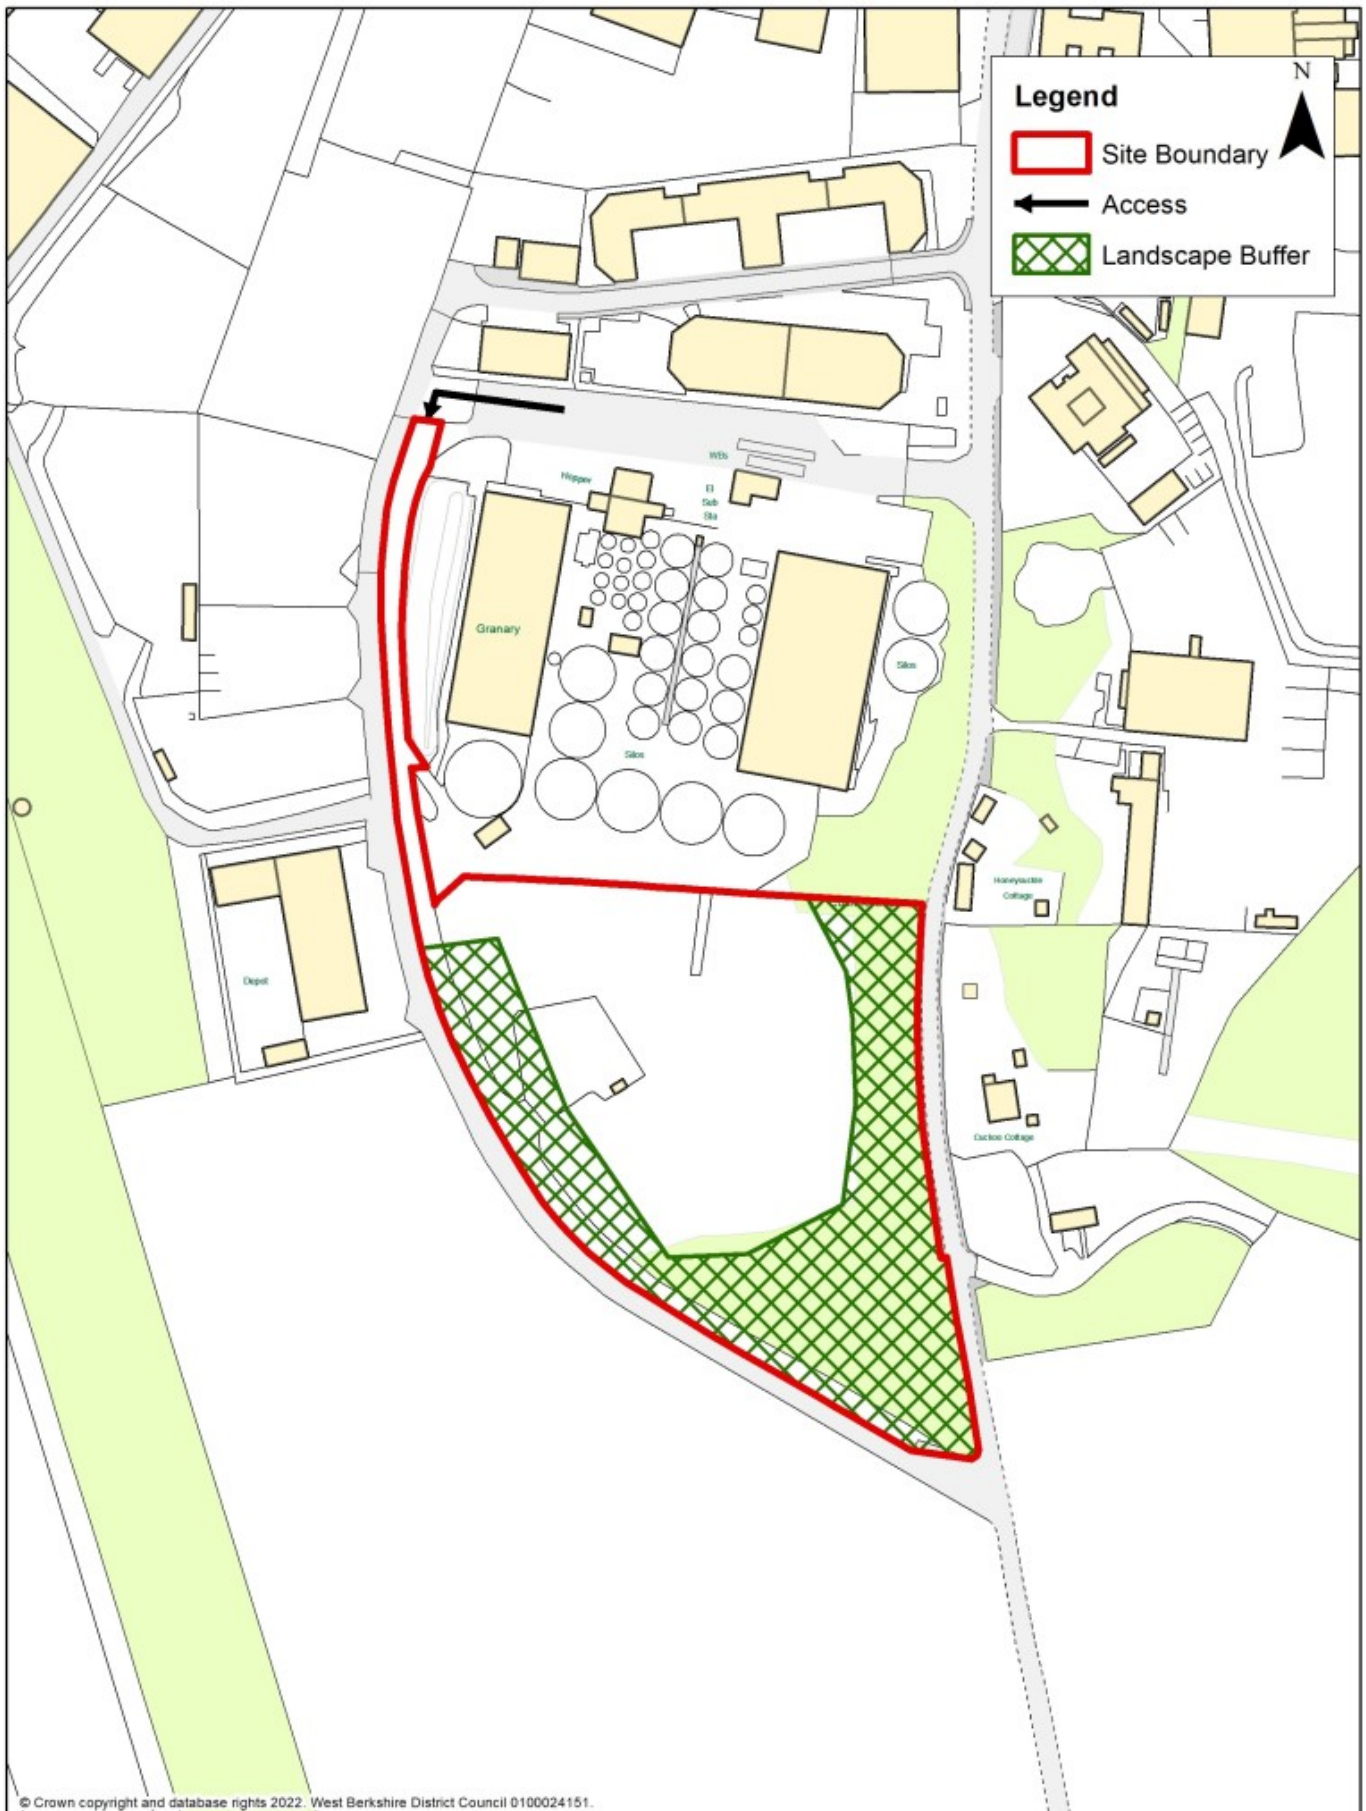 N
Legend
Site Boundary
Access
Landscape Buffer
WBs
Hopper
El
Sub
Sta
Granary
Silos
Silos
Honeysuckle
Cottage
Depot
Cuckoo Cottage
© Crown copyright and database rights 2022. West Berkshire District Council 0100024151.